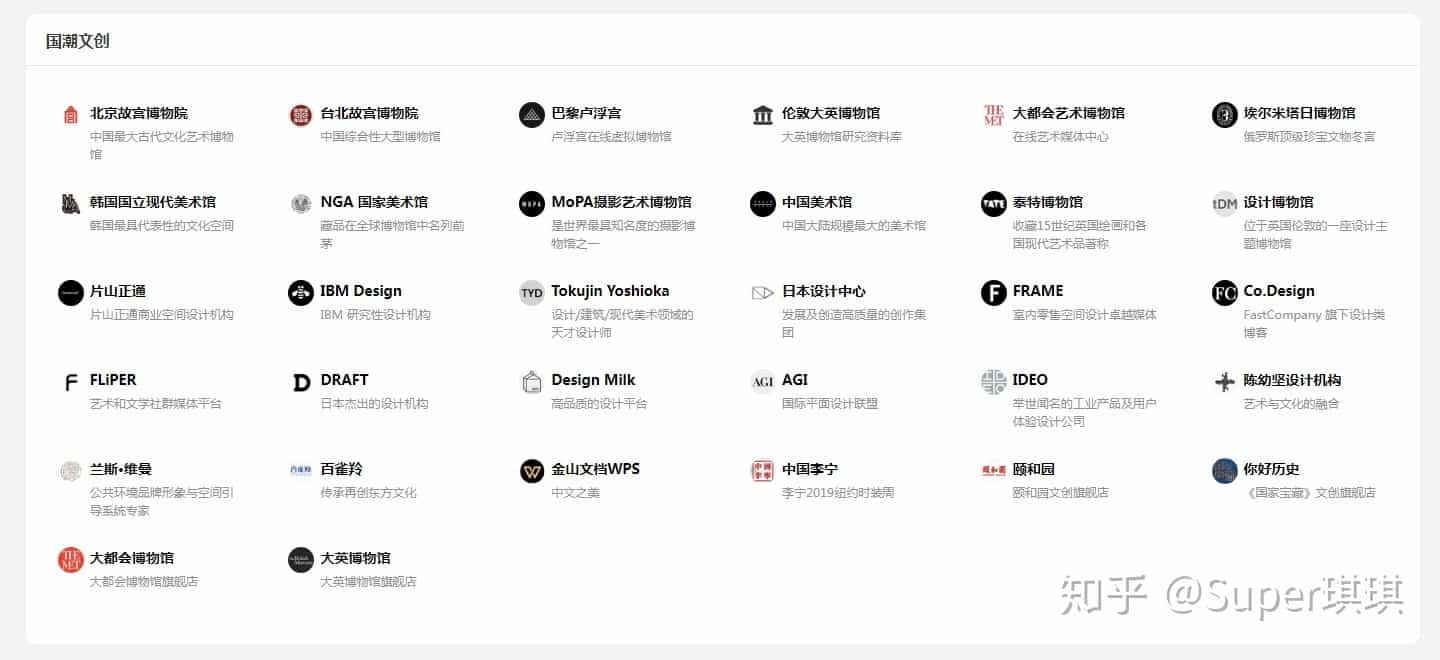 国潮文创
北京故宫博物院
中国最大古代文化艺术博物
馆
台北故宫博物院
中国综合性大型博物馆
巴黎卢浮宫
卢浮宫在线虚拟博物馆
伦敦大英博物馆
大英博物馆研究资料库
THE
MET
大都会艺术博物馆
在线艺术媒体中心
埃尔米塔日博物馆
俄罗斯顶级珍宝文物冬宫
韩国国立现代美术馆
韩国最具代表性的文化空间
NGA 国家美术馆
藏品在全球博物馆中名列前
茅
MOPA
MoPA摄影艺术博物馆
是世界最具知名度的摄影博
物馆之一
中国美术馆
中国大陆规模最大的美术馆
TATE
泰特博物馆
收藏15世纪英国绘画和各
国现代艺术品著称
tDM
设计博物馆
位于英国伦敦的一座设计主
题博物馆
片山正通
片山正通商业空间设计机构
IBM Design
IBM 研究性设计机构
TYD
Tokujin Yoshioka
设计/建筑/现代美术领域的
天才设计师
日本设计中心
发展及创造高质量的创作集
团
F
FRAME
室内零售空间设计卓越媒体
FC
Co.Design
FastCompany 旗下设计类
博客
F
FLiPER
艺术和文学社群媒体平台
D
DRAFT
日本杰出的设计机构
Design Milk
高品质的设计平台
AGI
AGI
国际平面设计联盟
IDEO
举世闻名的工业产品及用户
体验设计公司
陈幼坚设计机构
艺术与文化的融合
兰斯•维曼
公共环境品牌形象与空间引
导系统专家
百雀羚
百雀羚
传承再创东方文化
W
金山文档WPS
中文之美
中国
李宁
中国李宁
李宁2019纽约时装周
颐和园
颐和园
颐和园文创旗舰店
你好历史
《国家宝藏》文创旗舰店
THE
MET
大都会博物馆
大都会博物馆旗舰店
大英博物馆
大英博物馆旗舰店
知乎 @Super琪琪